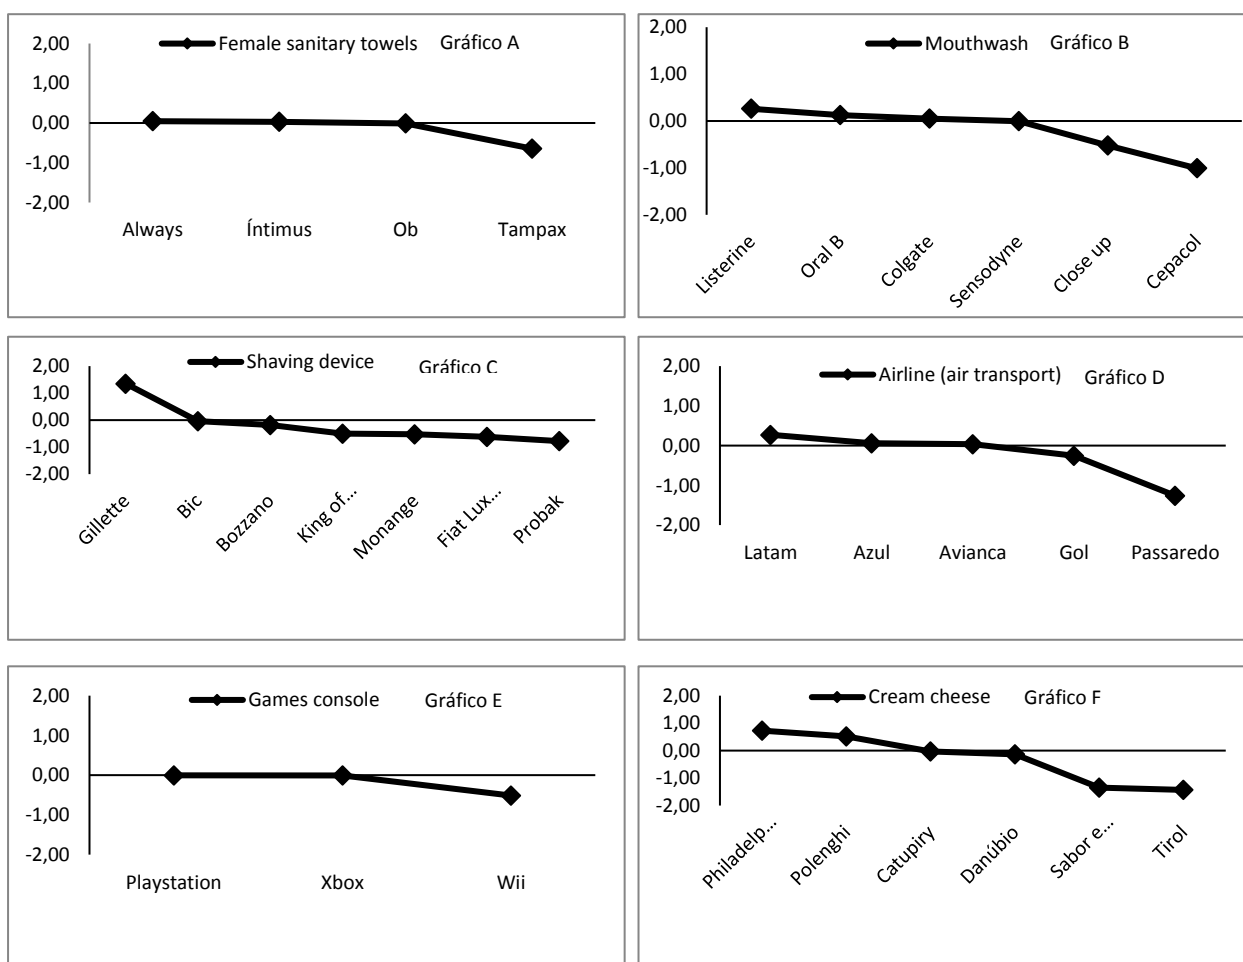 Female sanitary towels Gráfico A
2,00
1,00
0,00
-1,00
-2,00
Always Íntimus Ob Tampax
Mouthwash Gráfico B
2,00
1,00
0,00
-1,00
-2,00
Listerine Oral B Colgate Sensodyne Close up Cepacol
Shaving device Gráfico C
2,00
1,00
0,00
-1,00
-2,00
Gillette Bic Bozzano King of... Monange Fiat Lux... Probak
Airline (air transport) Gráfico D
2,00
1,00
0,00
-1,00
-2,00
Latam Azul Avianca Gol Passaredo
Games console Gráfico E
2,00
1,00
0,00
-1,00
-2,00
Playstation Xbox Wii
Cream cheese Gráfico F
2,00
1,00
0,00
-1,00
-2,00
Philadelp... Polenghi Catupiry Danúbio Sabor e... Tirol